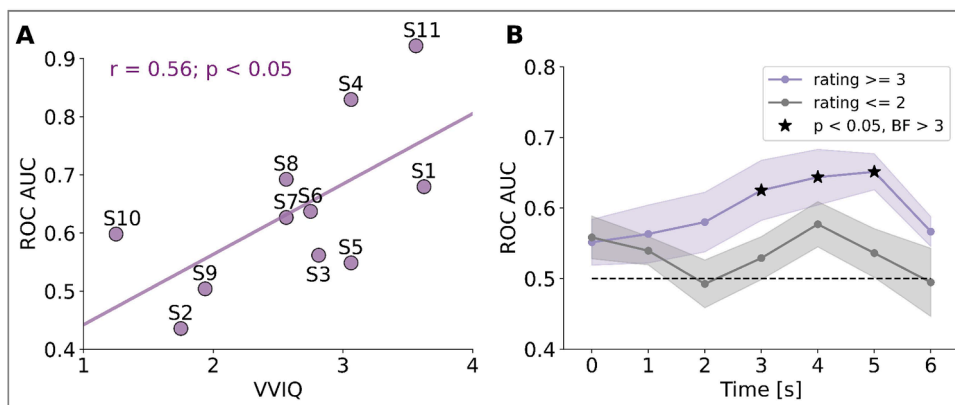 A
r = 0.56; p < 0.05
S11
S4
S8
S1
S6
S7
S10
S3
S5
S9
S2
0.9
0.8
0.7
0.6
0.5
0.4
ROC AUC
1
2
3
4
VVIQ
B
rating >= 3
rating <= 2
p < 0.05, BF > 3
0.8
0.7
0.6
0.5
0.4
ROC AUC
0
1
2
3
4
5
6
Time [s]